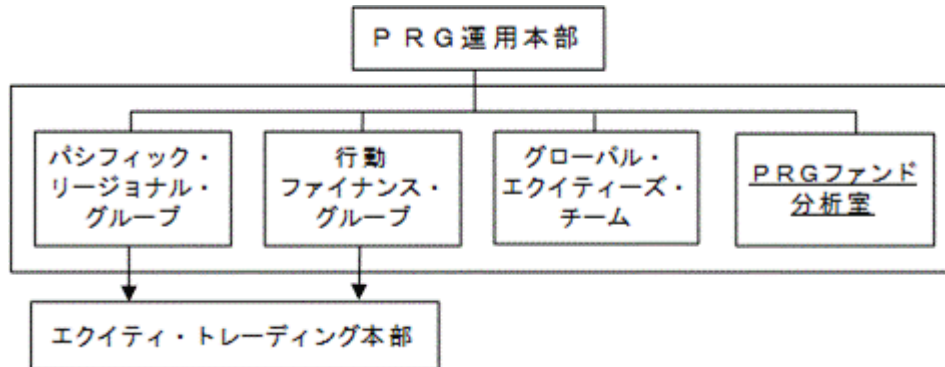 PRG運用本部
パシフィック・
リージョナル・
グループ
行動
ファイナンス・
グループ
グローバル・
エクイティーズ・
チーム
PRGファンド
分析室
エクイティ・トレーディング本部